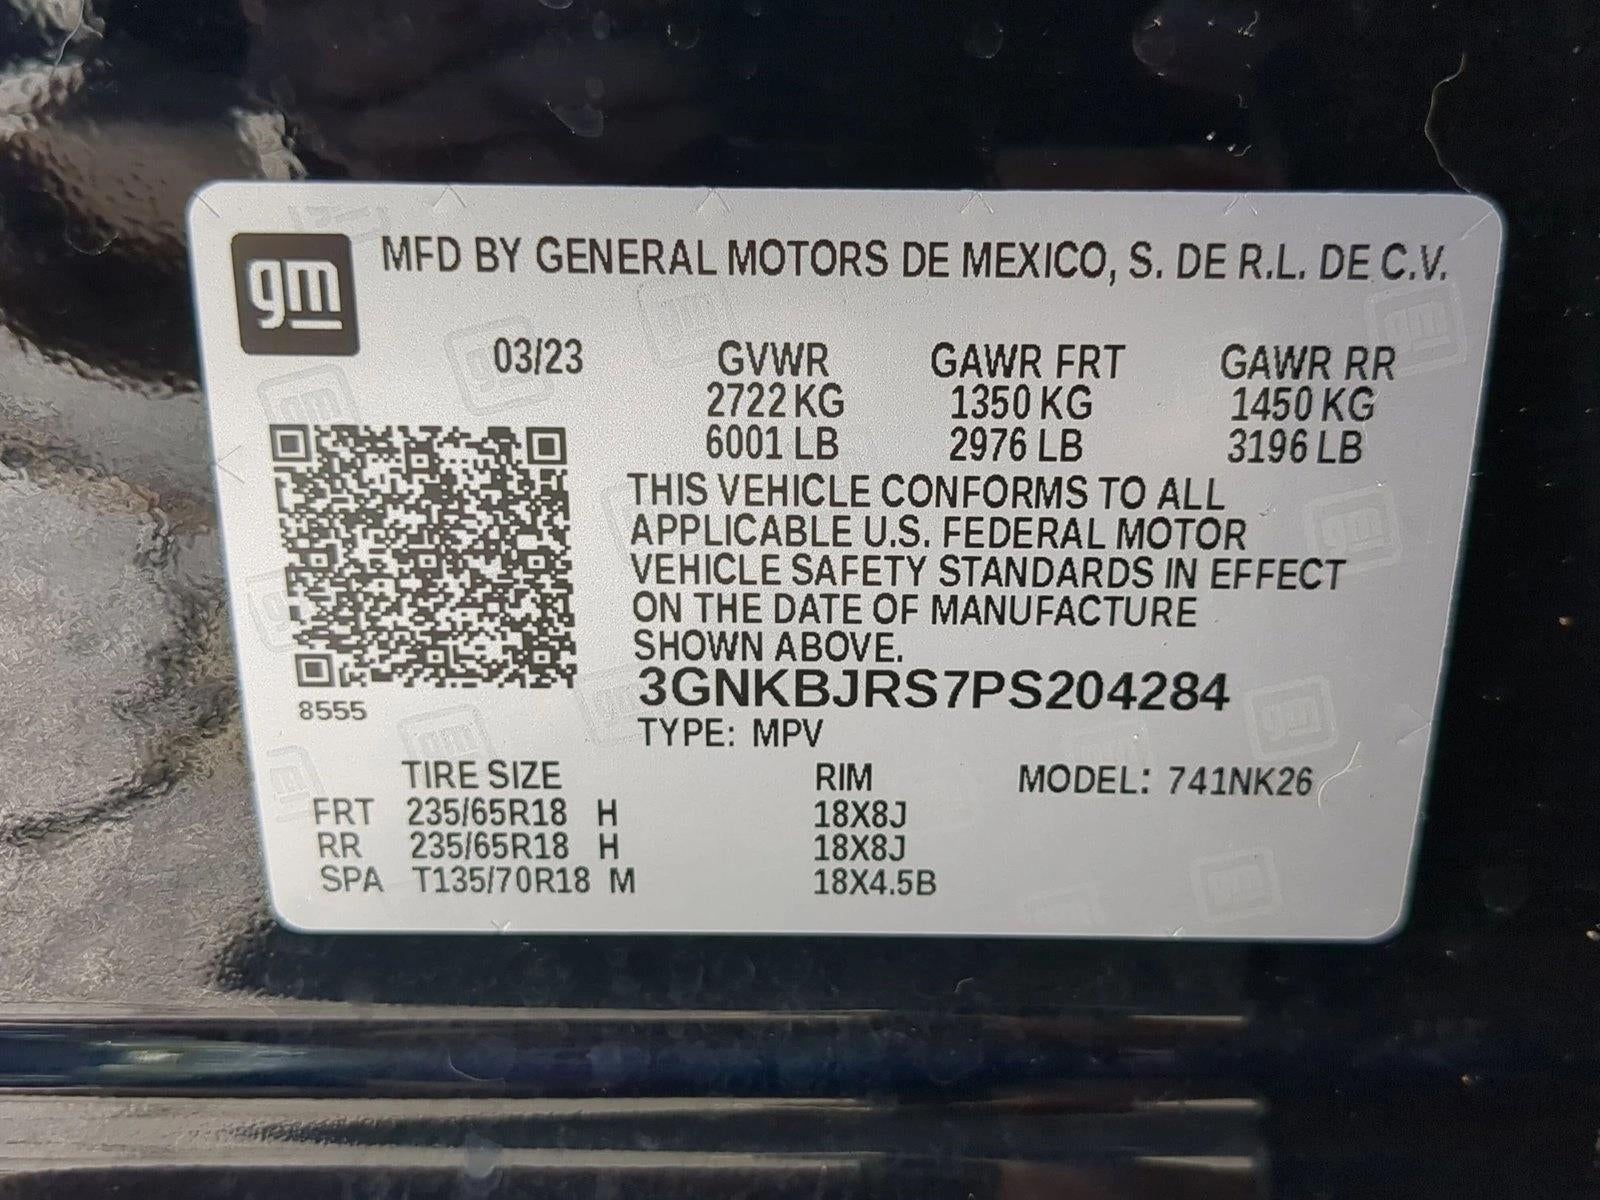 gm
MFD BY GENERAL MOTORS DE MEXICO, S. DE R.L. DE C.V.
03/23 GVWR GAWR FRT GAWR RR
2722 KG 1350 KG 1450 KG
6001 LB 2976 LB 3196 LB
THIS VEHICLE CONFORMS TO ALL
APPLICABLE U.S. FEDERAL MOTOR
VEHICLE SAFETY STANDARDS IN EFFECT
ON THE DATE OF MANUFACTURE
SHOWN ABOVE.
3GNKBJRS7PS204284
8555
TYPE: MPV
TIRE SIZE RIM MODEL: 741NK26
FRT 235/65R18 H 18X8J
RR 235/65R18 H 18X8J
SPA T135/70R18 M 18X4.5B